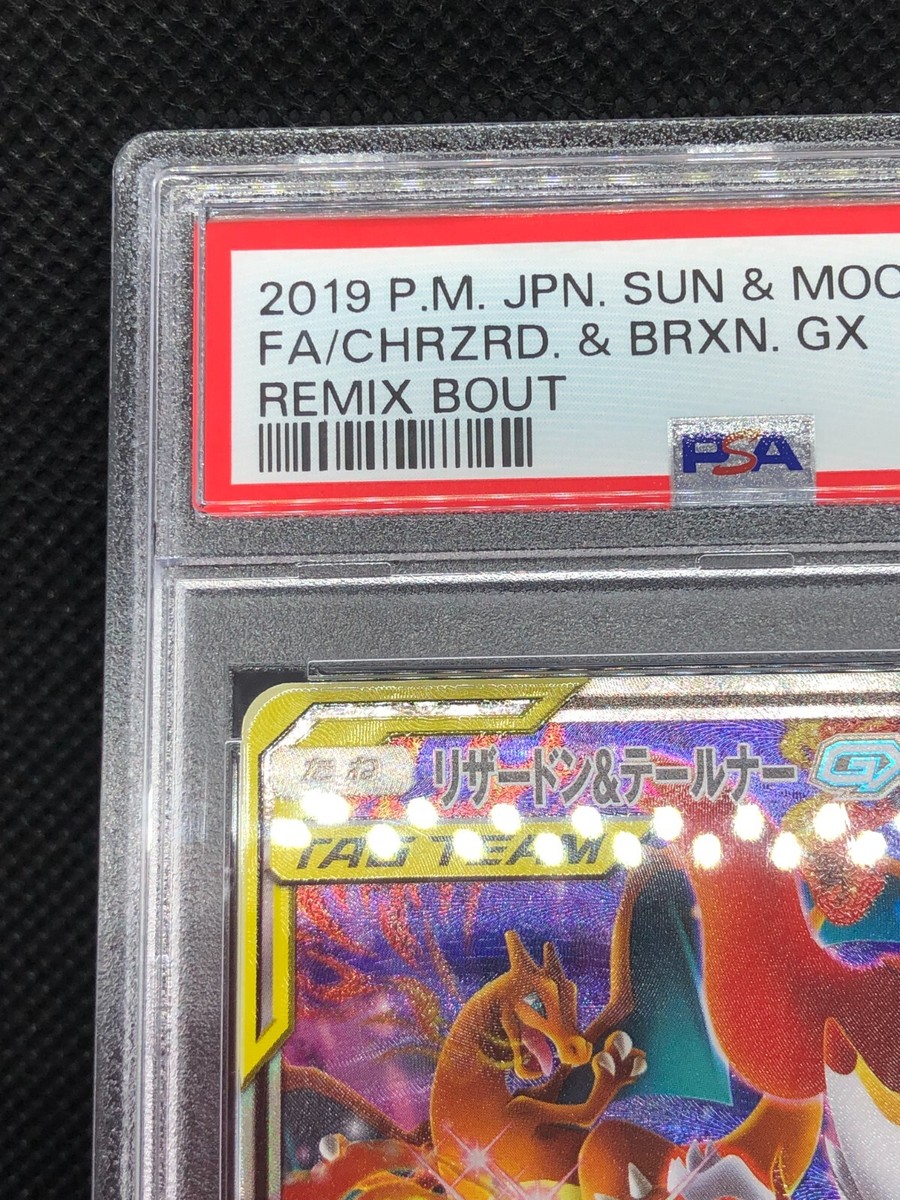 2019 P.M. JPN. SUN & MOO
FA/CHRZRD. & BRXN. GX
REMIX BOUT
PSA
たね
リザードン&テールナー GX
TAG TEAM